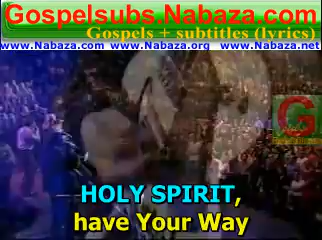 Gospelsubs.Nabaza.com
Gospels + subtitles (lyrics)
www.Nabaza.com www.Nabaza.org www.Nabaza.net
G
HOLY SPIRIT,
have Your Way